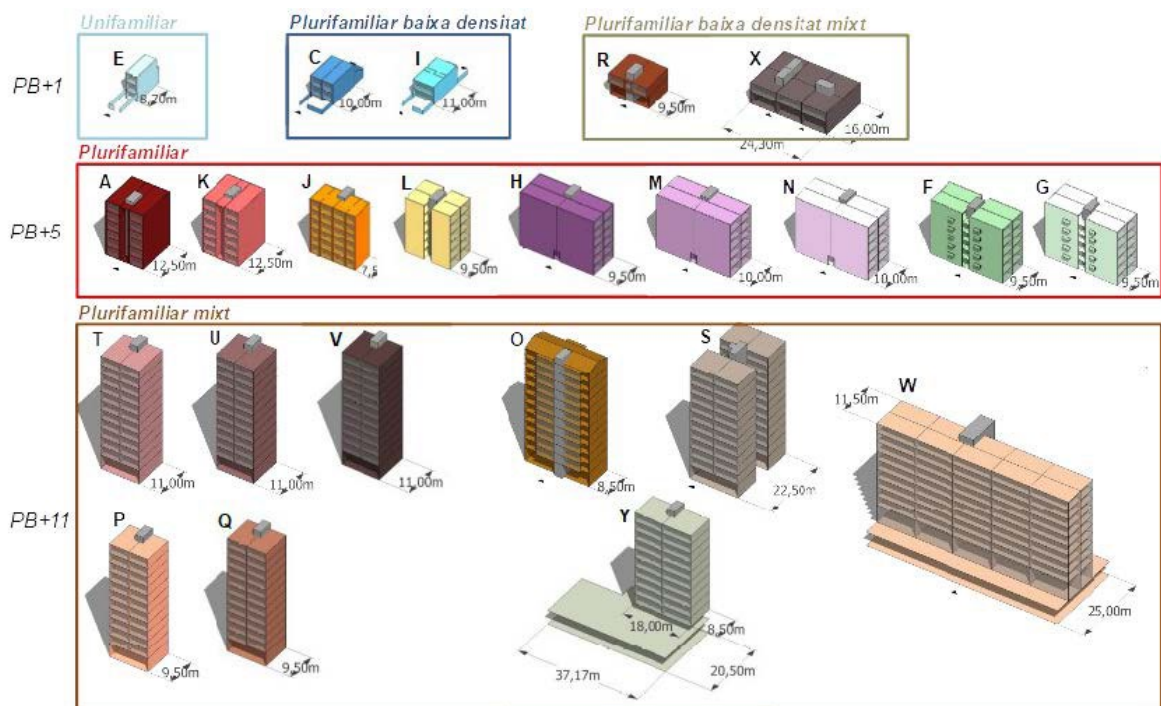 Unifamiliar
Plurifamiliar baixa densitat
Plurifamiliar baixa densitat mixt
PB+1
E
8,20m
C
10,00m
I
11,00m
R
9,50m
X
24,30m
16,00m
Plurifamiliar
PB+5
A
12,50m
K
12,50m
J
7,5
L
9,50m
H
9,50m
M
10,00m
N
10,00m
F
9,50m
G
9,50m
Plurifamiliar mixt
PB+11
T
11,00m
U
11,00m
V
11,00m
O
8,50m
S
22,50m
W
11,50m
25,00m
P
9,50m
Q
9,50m
Y
18,00m
8,50m
20,50m
37,17m